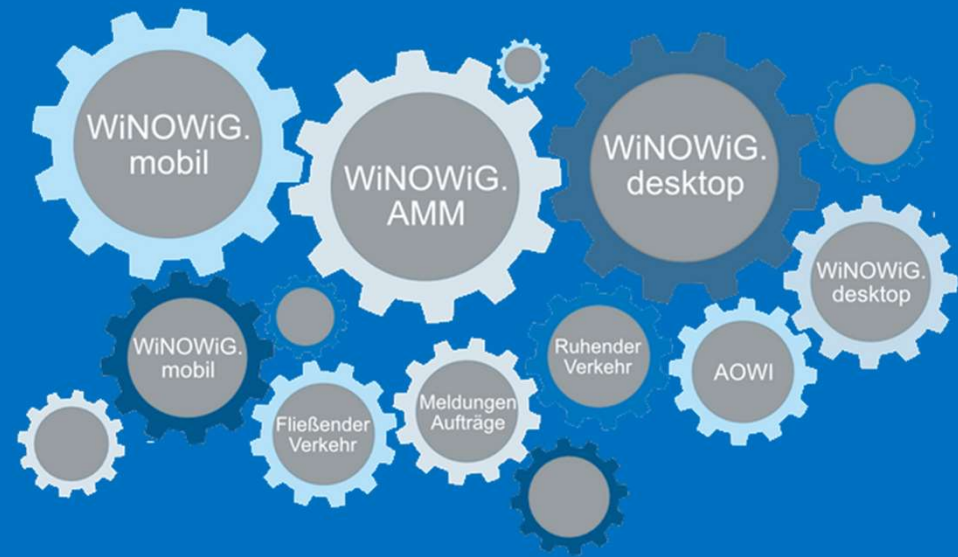 WiNOWiG.
mobil
WiNOWiG.
AMM
WiNOWiG.
desktop
WiNOWiG.
desktop
WiNOWiG.
mobil
Fließender
Verkehr
Meldungen
Aufträge
Ruhender
Verkehr
AOWI